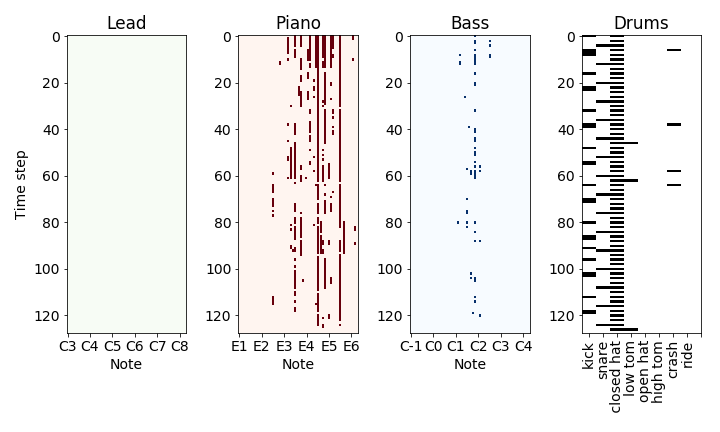 Lead Piano Bass Drums
Time step
0 0 0 0
20 20 20 20
40 40 40 40
60 60 60 60
80 80 80 80
100 100 100 100
120 120 120 120
C3 C4 C5 C6 C7 C8 E1 E2 E3 E4 E5 E6 C-1 C0 C1 C2 C3 C4 kick snare closed hat low tom open hat high tom crash ride
Note Note Note